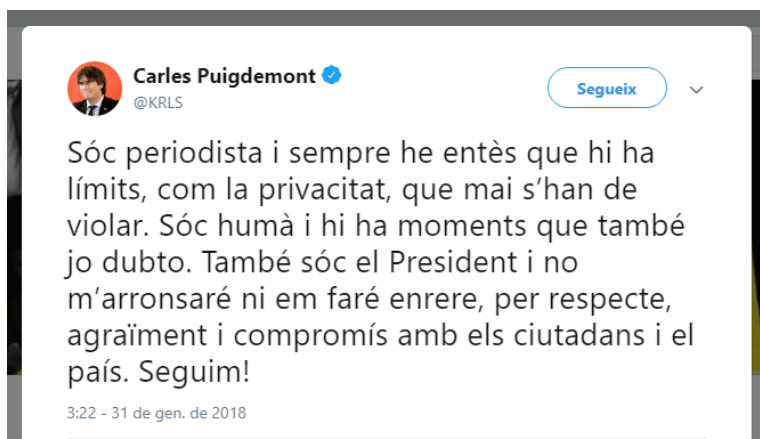 Carles Puigdemont
@KRLS
Segueix
Sóc periodista i sempre he entès que hi ha
límits, com la privacitat, que mai s’han de
violar. Sóc humà i hi ha moments que també
jo dubto. També sóc el President i no
m’arronsaré ni em faré enrere, per respecte,
agraïment i compromís amb els ciutadans i el
país. Seguim!
3:22 - 31 de gen. de 2018